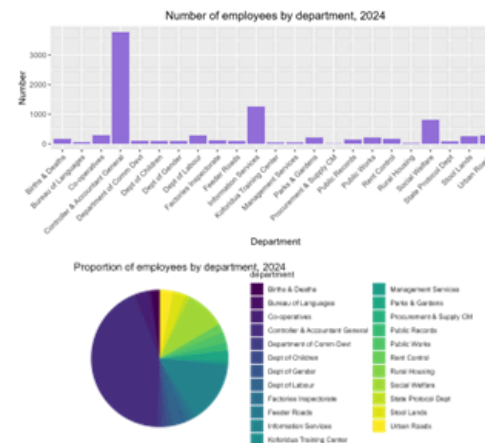 Number of employees by department, 2024
Number
3000
2000
1000
0
Births & Deaths
Bureau of Languages
Co-operatives
Controller & Accountant General
Department of Comm Devt
Dept of Children
Dept of Gender
Dept of Labour
Factories Inspectorate
Feeder Roads
Information Services
Koforidua Training Center
Management Services
Parks & Gardens
Procurement & Supply CM
Public Records
Public Works
Rent Control
Rural Housing
Social Welfare
State Protocol Dept
Stool Lands
Urban Roa
Department
Proportion of employees by department, 2024
department
Births & Deaths
Bureau of Languages
Co-operatives
Controller & Accountant General
Department of Comm Devt
Dept of Children
Dept of Gender
Dept of Labour
Factories Inspectorate
Feeder Roads
Information Services
Koforidua Training Center
Management Services
Parks & Gardens
Procurement & Supply CM
Public Records
Public Works
Rent Control
Rural Housing
Social Welfare
State Protocol Dept
Stool Lands
Urban Roads